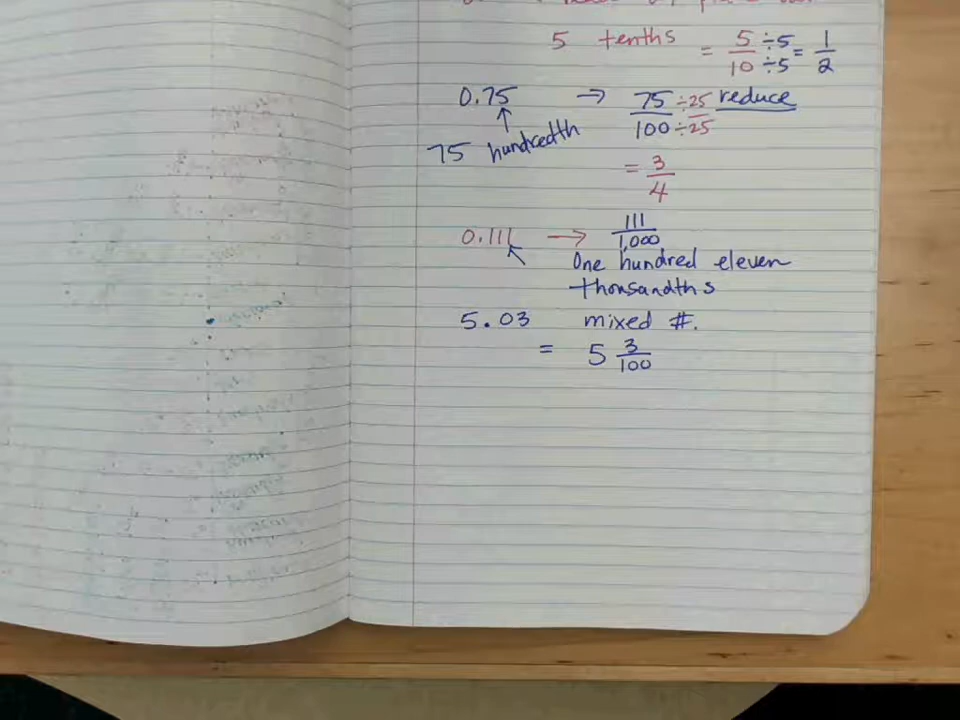 5 tenths = 5/10 ÷5/÷5 = 1/2
0.75 → 75/100 ÷25/÷25 reduce
75 hundredth
= 3/4
0.111 → 111/1,000
One hundred eleven
thousandths
5.03 mixed #.
= 5 3/100